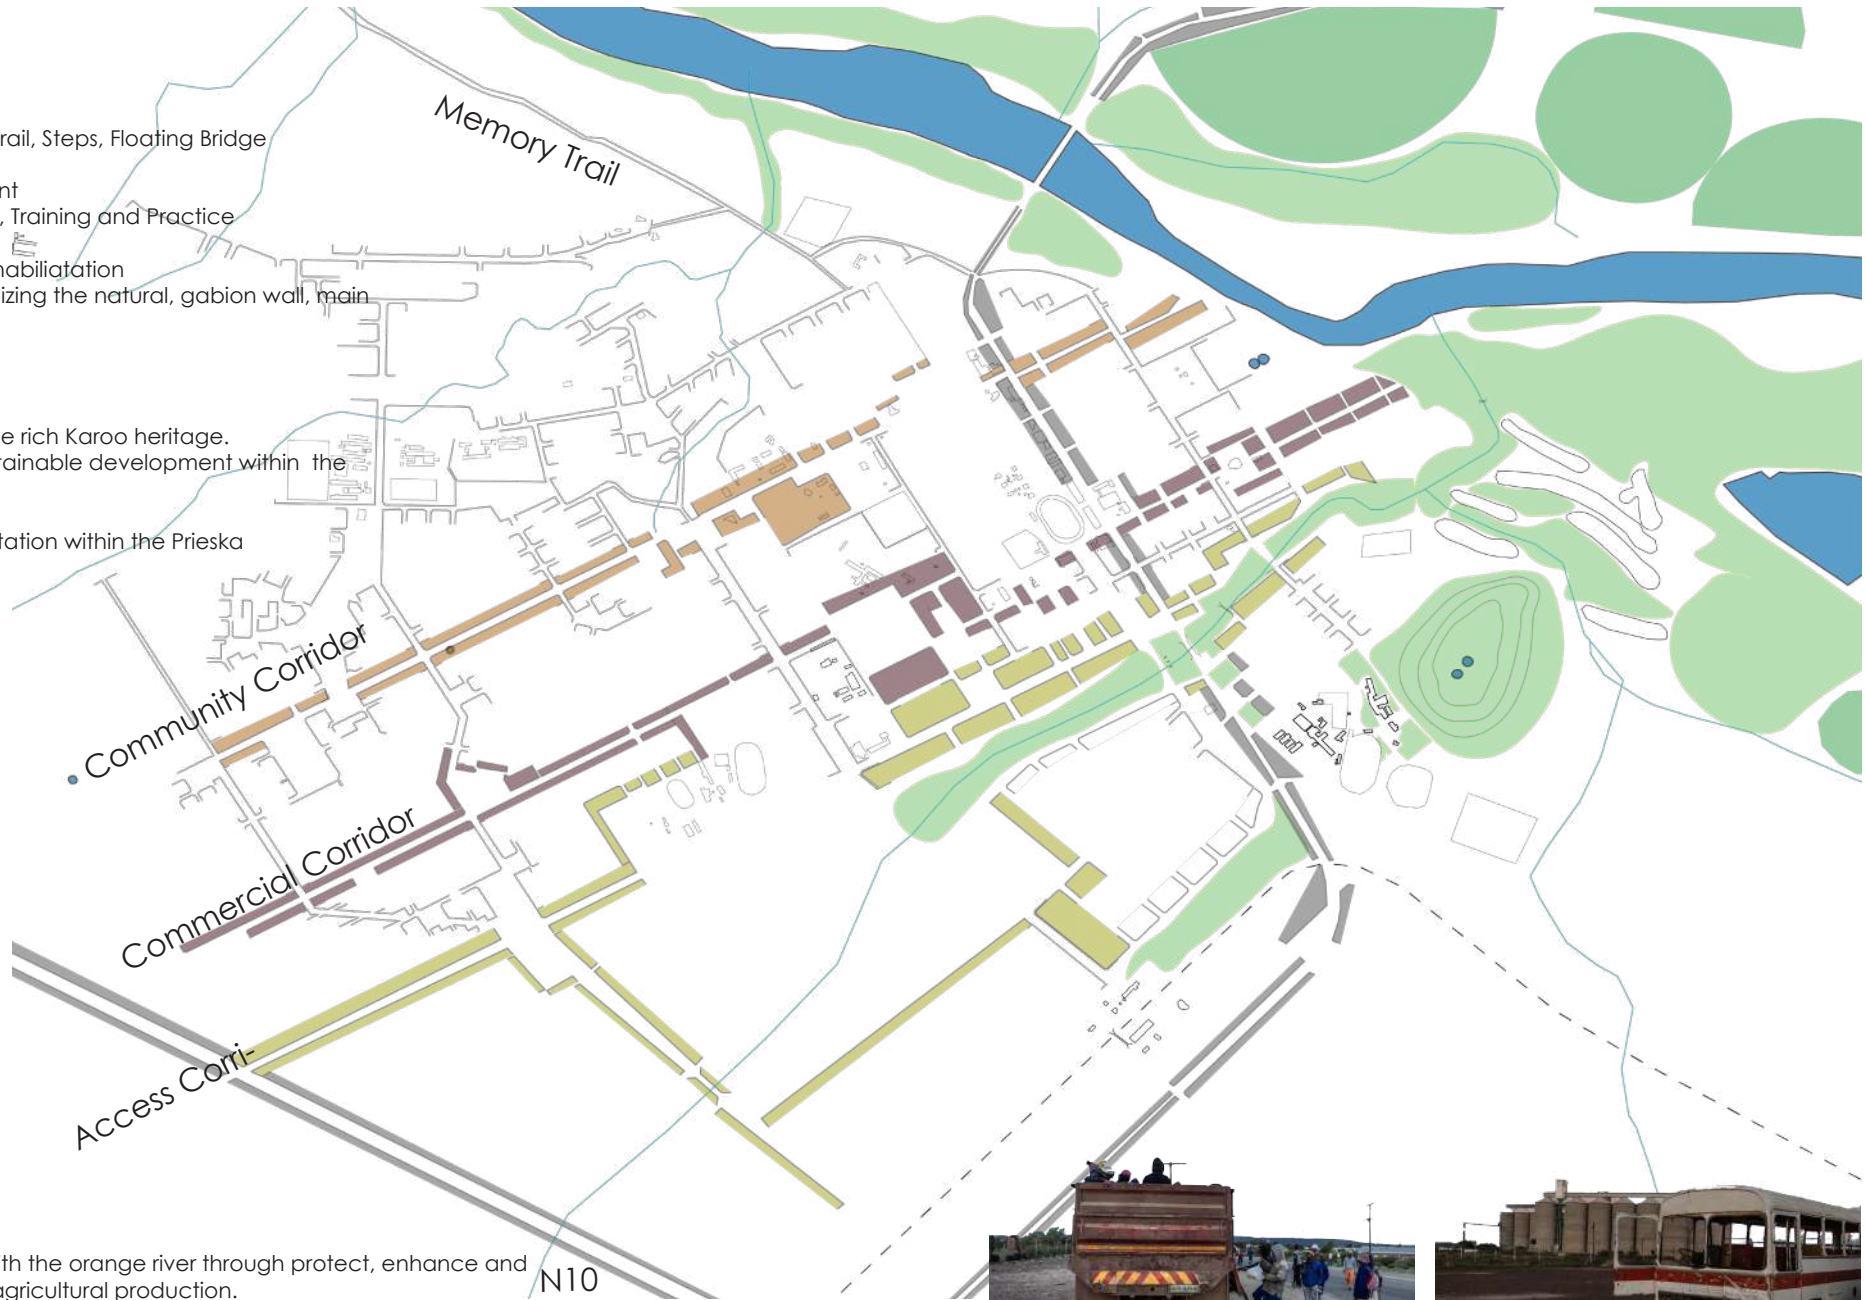 rail, Steps, Floating Bridge
nt
, Training and Practice
habiliatation
izing the natural, gabion wall, main
e rich Karoo heritage.
tainable development within the
tation within the Prieska
Memory Trail
Community Corridor
Commercial Corridor
Access Corri-
th the orange river through protect, enhance and
agricultural production.
N10